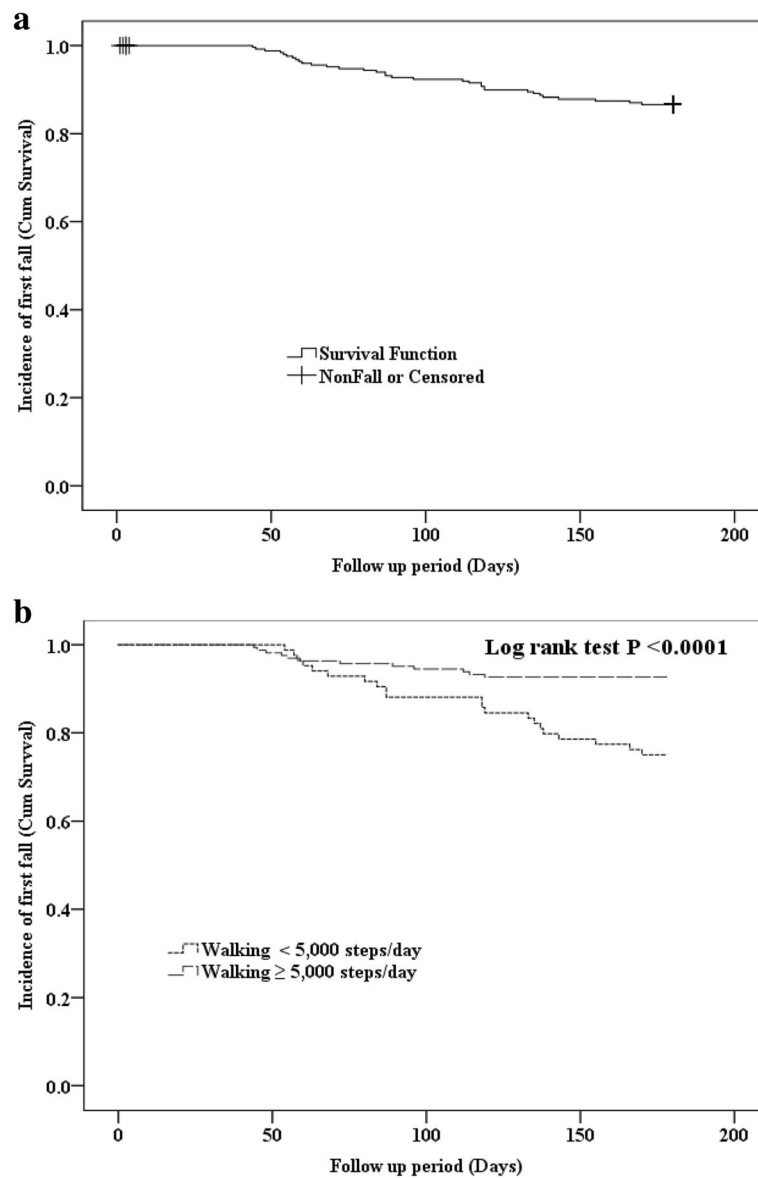 a
1.0
0.8
0.6
0.4
0.2
0.0
Incidence of first fall (Cum Survival)
Survival Function
NonFall or Censored
0 50 100 150 200
Follow up period (Days)
b
Log rank test P <0.0001
1.0
0.8
0.6
0.4
0.2
0.0
Incidence of first fall (Cum Survval)
Walking < 5,000 steps/day
Walking ≥ 5,000 steps/day
0 50 100 150 200
Follow up period (Days)